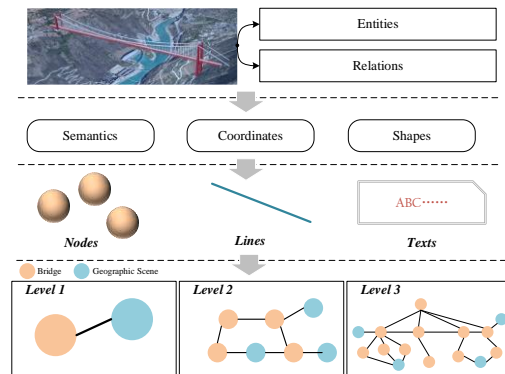 Entities
Relations
Semantics
Coordinates
Shapes
ABC······
Nodes
Lines
Texts
Bridge
Geographic Scene
Level 1
Level 2
Level 3